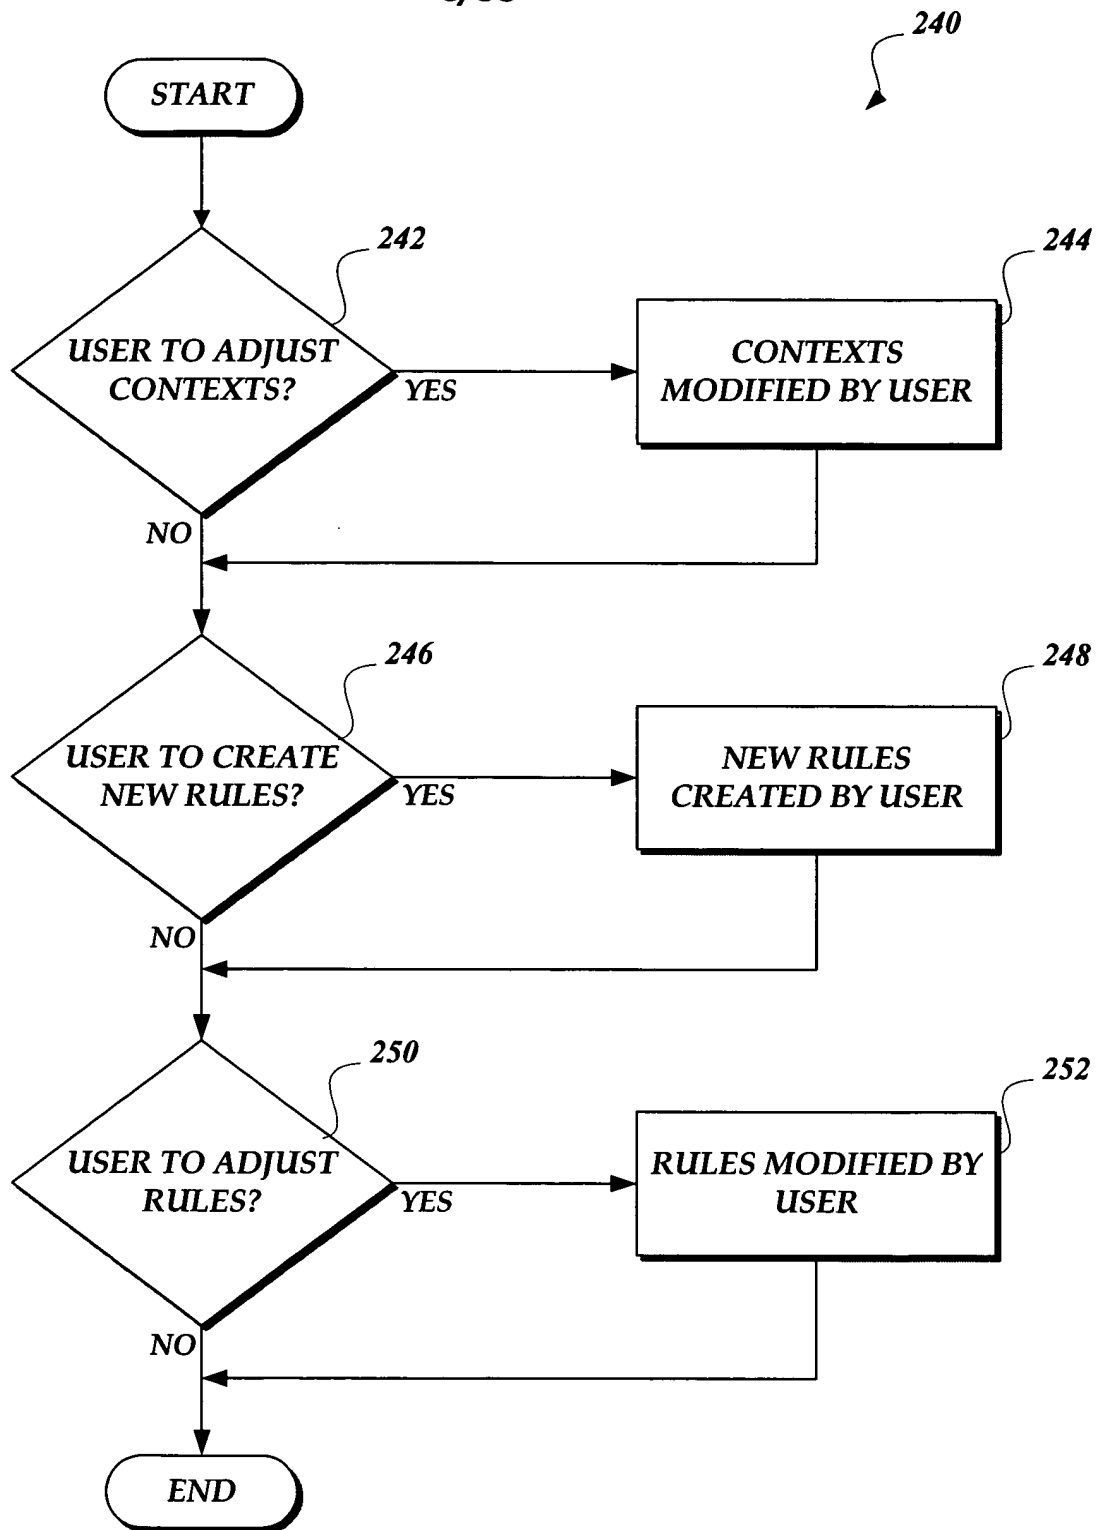 240
START
242
244
USER TO ADJUST
CONTEXTS?
YES
CONTEXTS
MODIFIED BY USER
NO
246
248
USER TO CREATE
NEW RULES?
YES
NEW RULES
CREATED BY USER
NO
250
252
USER TO ADJUST
RULES?
YES
RULES MODIFIED BY
USER
NO
END